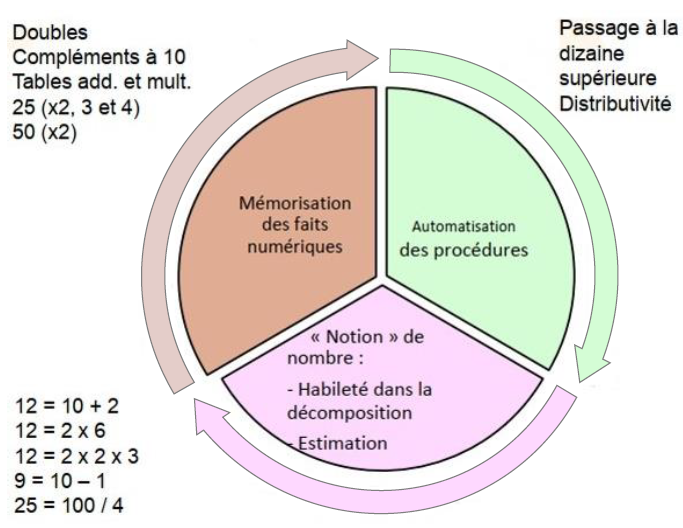 Doubles
Compléments à 10
Tables add. et mult.
25 (x2, 3 et 4)
50 (x2)
Passage à la
dizaine
supérieure
Distributivité
Mémorisation
des faits
numériques
Automatisation
des procédures
« Notion » de
nombre :
- Habileté dans la
décomposition
- Estimation
12 = 10 + 2
12 = 2 x 6
12 = 2 x 2 x 3
9 = 10 – 1
25 = 100 / 4